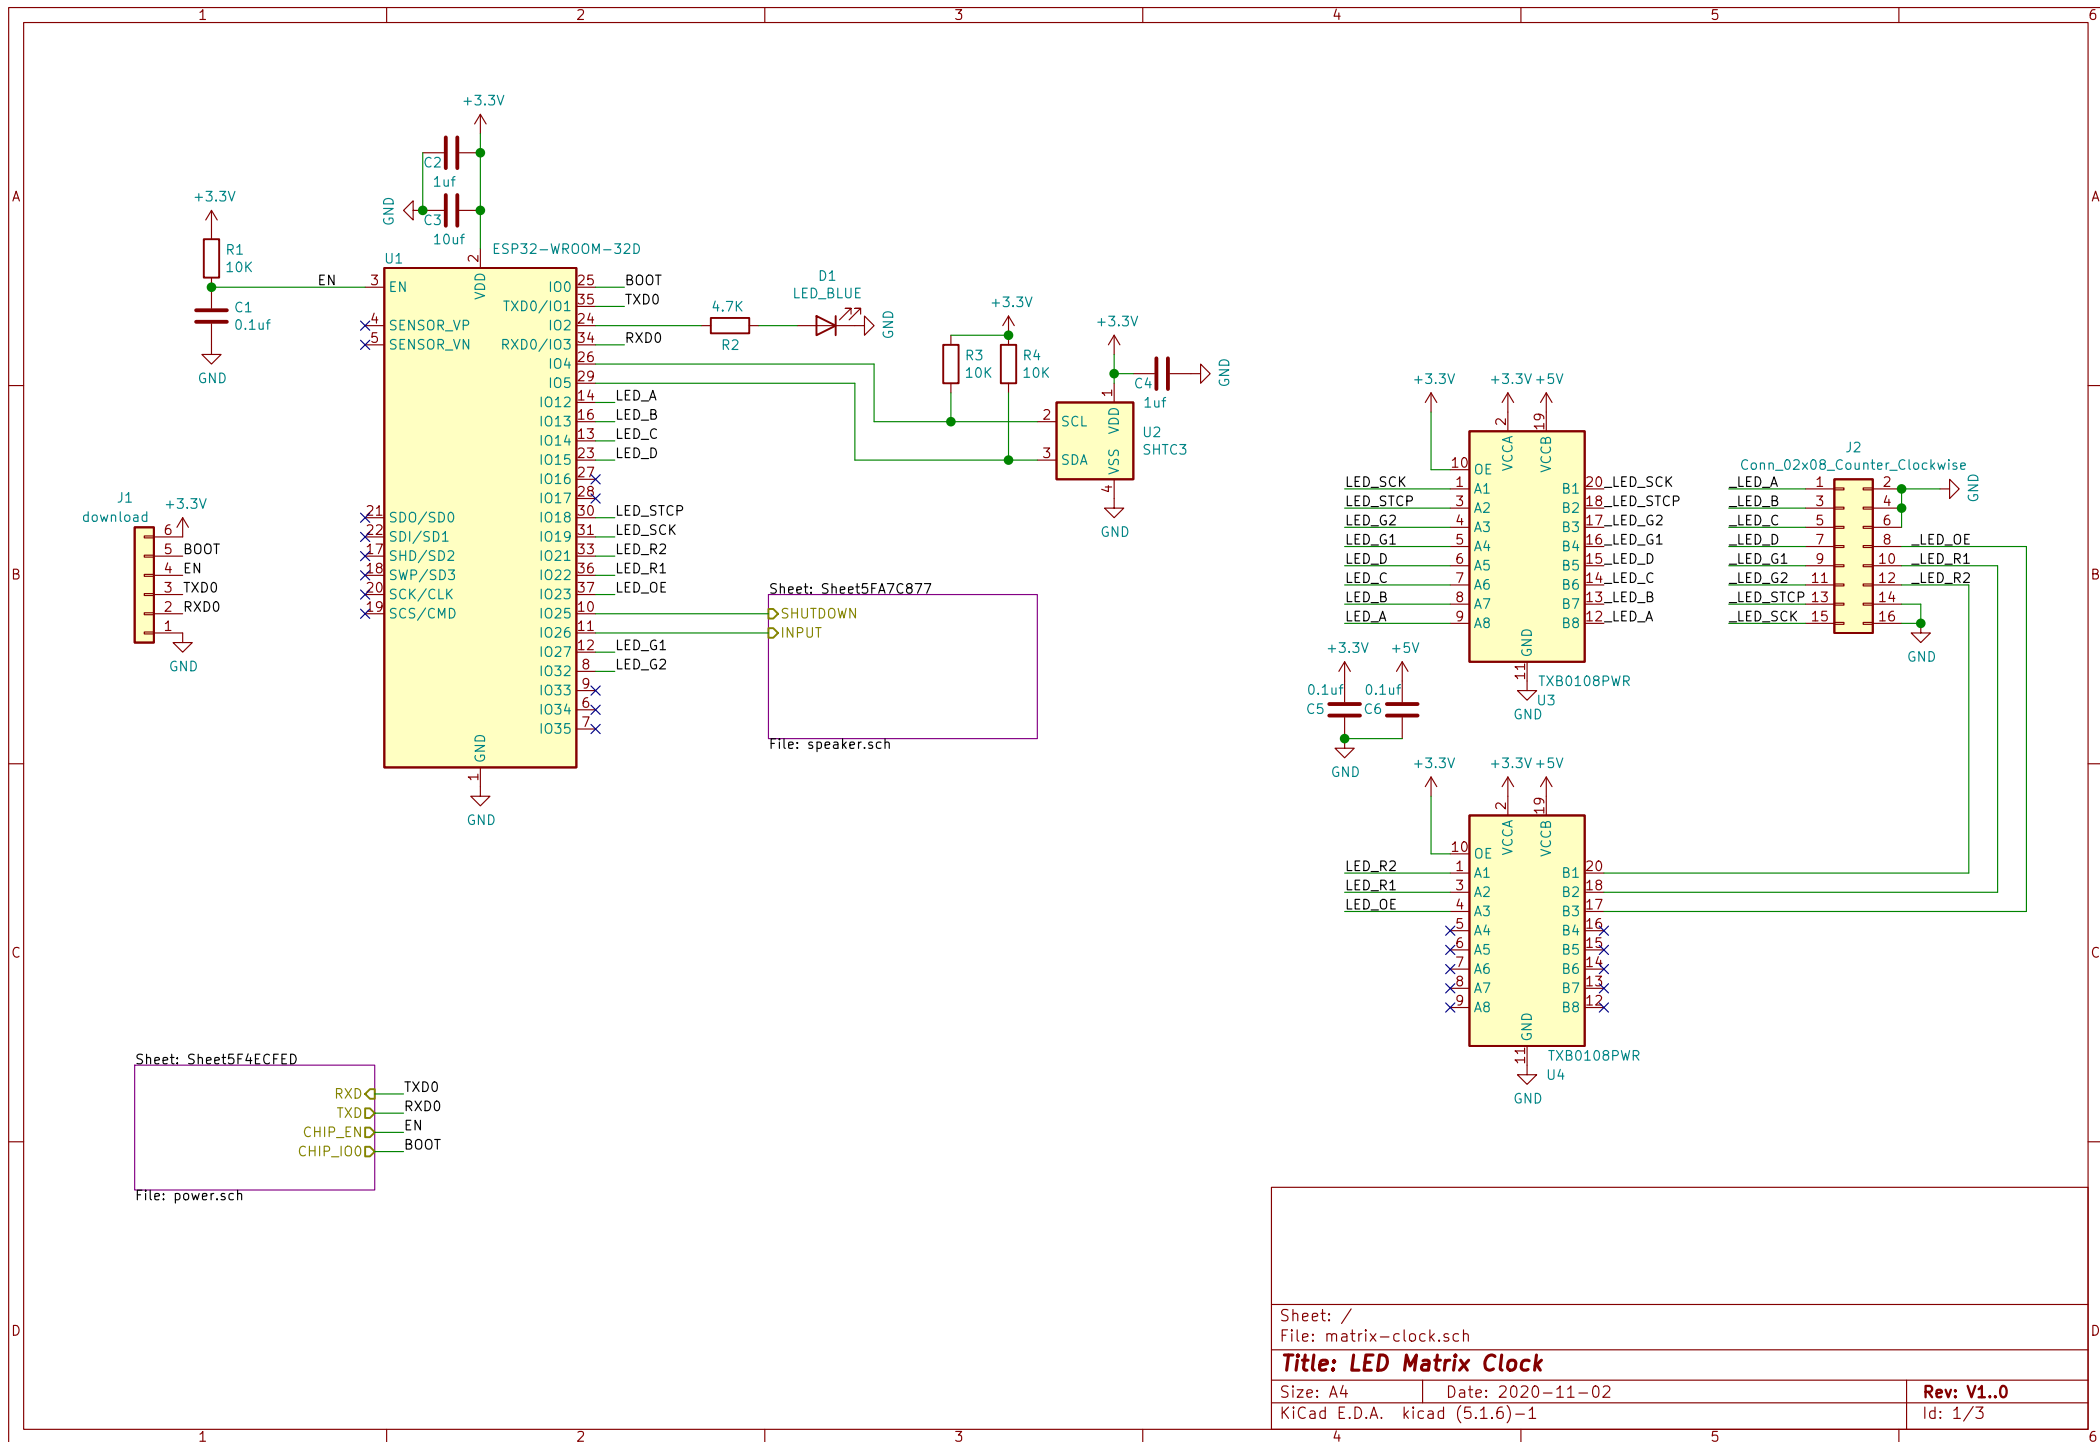 1 2 3 4 5 6
A
B
C
D
A
B
C
D
+3.3V
C2
1uf
GND
C3
10uf
+3.3V
R1
10K
EN
C1
0.1uf
GND
U1
ESP32-WROOM-32D
2
VDD
3 EN
4 SENSOR_VP
5 SENSOR_VN
21 SDO/SD0
22 SDI/SD1
17 SHD/SD2
18 SWP/SD3
20 SCK/CLK
19 SCS/CMD
IO0 25 BOOT
TXD0/IO1 35 TXD0
IO2 24
RXD0/IO3 34 RXD0
IO4 26
IO5 29
IO12 14 LED_A
IO13 16 LED_B
IO14 13 LED_C
IO15 23 LED_D
IO16 27
IO17 28
IO18 30 LED_STCP
IO19 31 LED_SCK
IO21 33 LED_R2
IO22 36 LED_R1
IO23 37 LED_OE
IO25 10
IO26 11
IO27 12 LED_G1
IO32 8 LED_G2
IO33 9
IO34 6
IO35 7
GND
1
GND
4.7K
R2
D1
LED_BLUE
GND
+3.3V
R3
10K
R4
10K
+3.3V
C4
1uf
GND
1
VDD
2 SCL
3 SDA
VSS
4
U2
SHTC3
GND
J1
download
+3.3V
6
5 BOOT
4 EN
3 TXD0
2 RXD0
1
GND
Sheet: Sheet5FA7C877
SHUTDOWN
INPUT
File: speaker.sch
+3.3V
+3.3V +5V
2 19
VCCA VCCB
10 OE
LED_SCK 1 A1 B1 20 _LED_SCK
LED_STCP 3 A2 B2 18 _LED_STCP
LED_G2 4 A3 B3 17 _LED_G2
LED_G1 5 A4 B4 16 _LED_G1
LED_D 6 A5 B5 15 _LED_D
LED_C 7 A6 B6 14 _LED_C
LED_B 8 A7 B7 13 _LED_B
LED_A 9 A8 B8 12 _LED_A
GND
11
TXB0108PWR
U3
GND
J2
Conn_02x08_Counter_Clockwise
_LED_A 1 2
GND
_LED_B 3 4
_LED_C 5 6
_LED_D 7 8 _LED_OE
_LED_G1 9 10 _LED_R1
_LED_G2 11 12 _LED_R2
_LED_STCP 13 14
_LED_SCK 15 16
GND
+3.3V +5V
0.1uf 0.1uf
C5 C6
GND
+3.3V
+3.3V +5V
2 19
VCCA VCCB
10 OE
LED_R2 1 A1 B1 20
LED_R1 3 A2 B2 18
LED_OE 4 A3 B3 17
5 A4 B4 16
6 A5 B5 15
7 A6 B6 14
8 A7 B7 13
9 A8 B8 12
GND
11
TXB0108PWR
U4
GND
Sheet: Sheet5F4ECFED
RXD TXD0
TXD RXD0
CHIP_EN EN
CHIP_IO0 BOOT
File: power.sch
Sheet: /
File: matrix-clock.sch
Title: LED Matrix Clock
Size: A4 Date: 2020-11-02 Rev: V1..0
KiCad E.D.A. kicad (5.1.6)-1 Id: 1/3
1 2 3 4 5 6